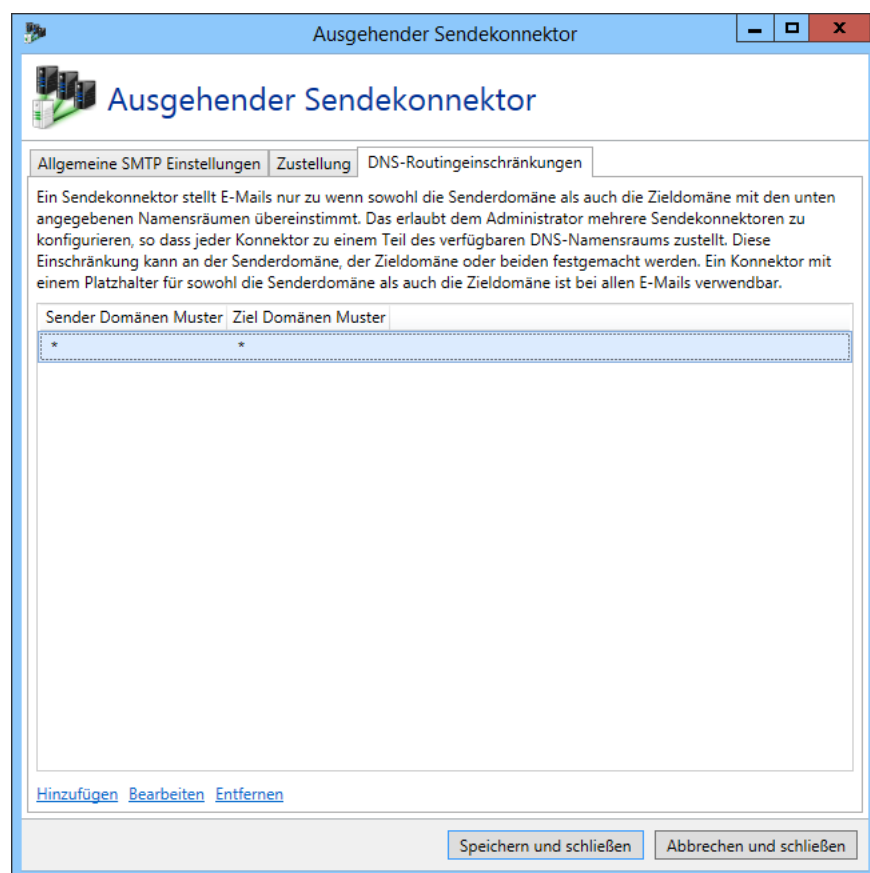 Ausgehender Sendekonnektor
Ausgehender Sendekonnektor
Allgemeine SMTP Einstellungen Zustellung DNS-Routingeinschränkungen
Ein Sendekonnektor stellt E-Mails nur zu wenn sowohl die Senderdomäne als auch die Zieldomäne mit den unten
angegebenen Namensräumen übereinstimmt. Das erlaubt dem Administrator mehrere Sendekonnektoren zu
konfigurieren, so dass jeder Konnektor zu einem Teil des verfügbaren DNS-Namensraums zustellt. Diese
Einschränkung kann an der Senderdomäne, der Zieldomäne oder beiden festgemacht werden. Ein Konnektor mit
einem Platzhalter für sowohl die Senderdomäne als auch die Zieldomäne ist bei allen E-Mails verwendbar.
Sender Domänen Muster Ziel Domänen Muster
* *
Hinzufügen Bearbeiten Entfernen
Speichern und schließen Abbrechen und schließen